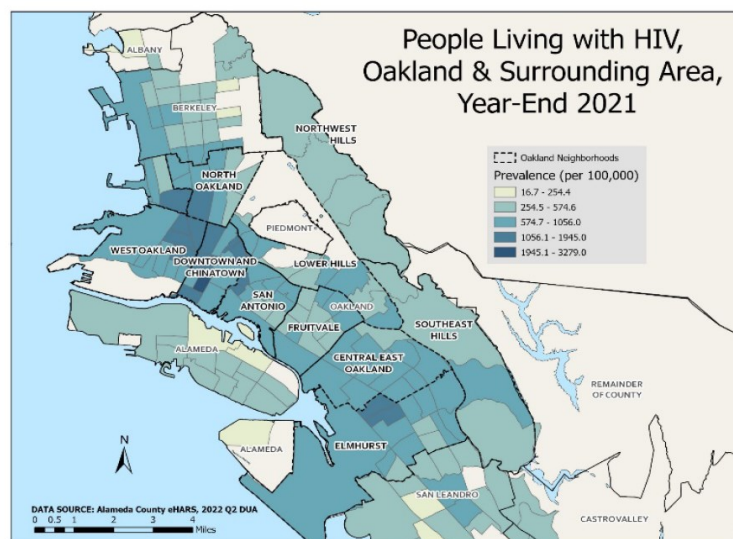 People Living with HIV,
Oakland & Surrounding Area,
Year-End 2021
Oakland Neighborhoods
Prevalence (per 100,000)
16.7 - 254.4
254.5 - 574.6
574.7 - 1056.0
1056.1 - 1945.0
1945.1 - 3279.0
ALBANY
BERKELEY
NORTHWEST
HILLS
NORTH
OAKLAND
PIEDMONT
WEST OAKLAND
DOWNTOWN AND
CHINATOWN
LOWER HILLS
SAN
ANTONIO
OAKLAND
FRUITVALE
SOUTHEAST
HILLS
ALAMEDA
CENTRAL EAST
OAKLAND
REMAINDER
OF COUNTY
ELMHURST
ALAMEDA
SAN LEANDRO
CASTROVALLEY
N
DATA SOURCE: Alameda County eHARS, 2022 Q2 DUA
0 0.5 1 2 3 4
Miles